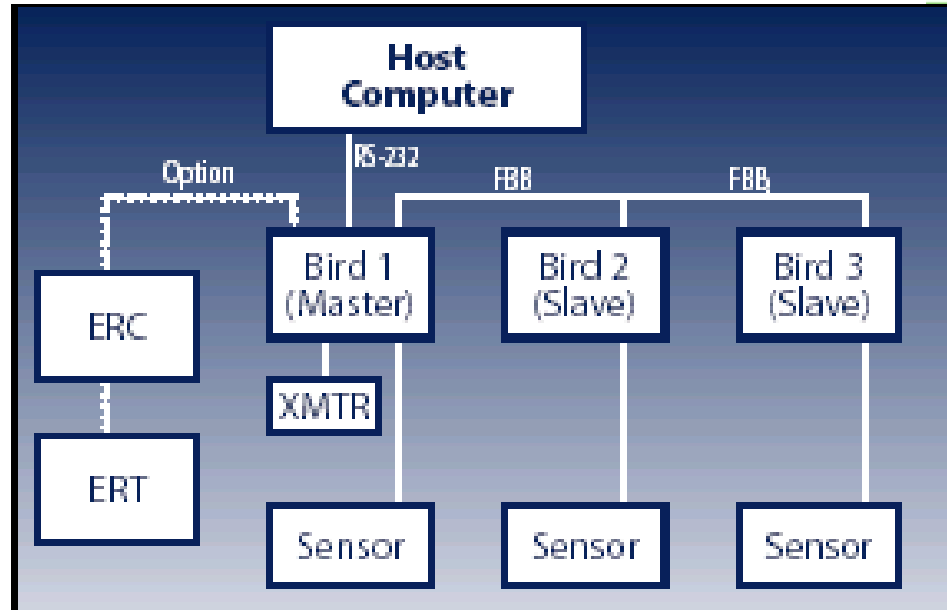 Host
Computer
RS-232
Option
FBB
FBB
Bird 1
(Master)
Bird 2
(Slave)
Bird 3
(Slave)
ERC
XMTR
ERT
Sensor
Sensor
Sensor